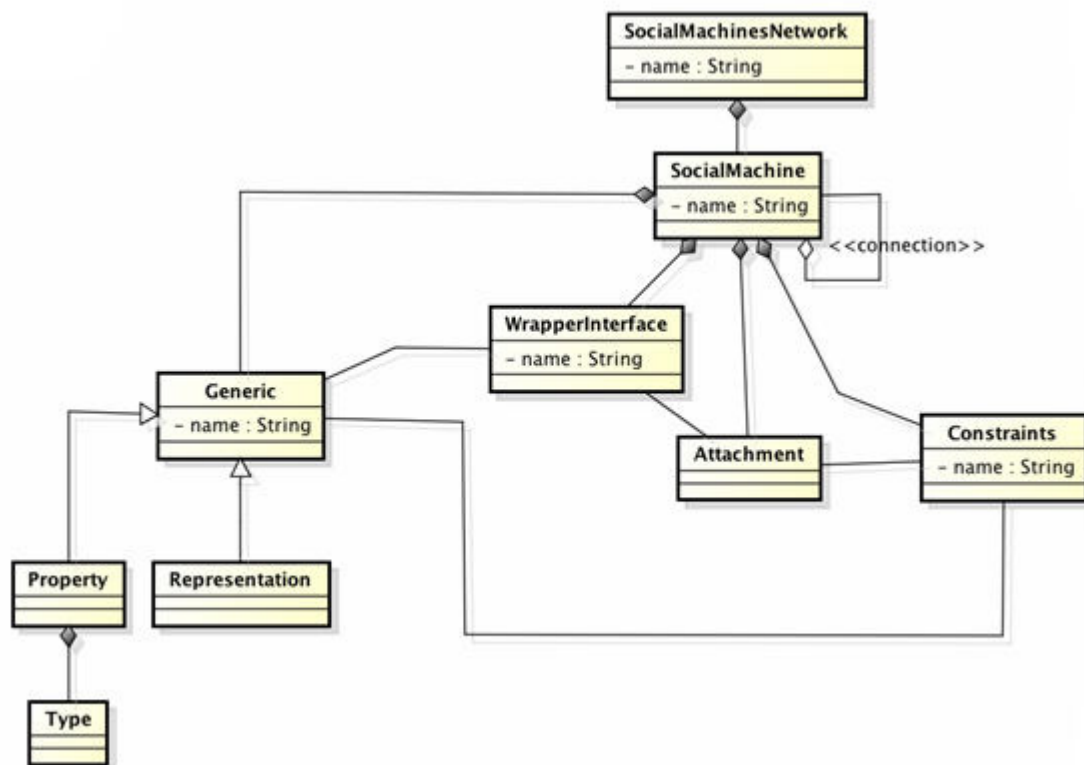 SocialMachinesNetwork
- name : String
SocialMachine
- name : String
<<connection>>
WrapperInterface
- name : String
Generic
- name : String
Attachment
Constraints
- name : String
Property
Representation
Type